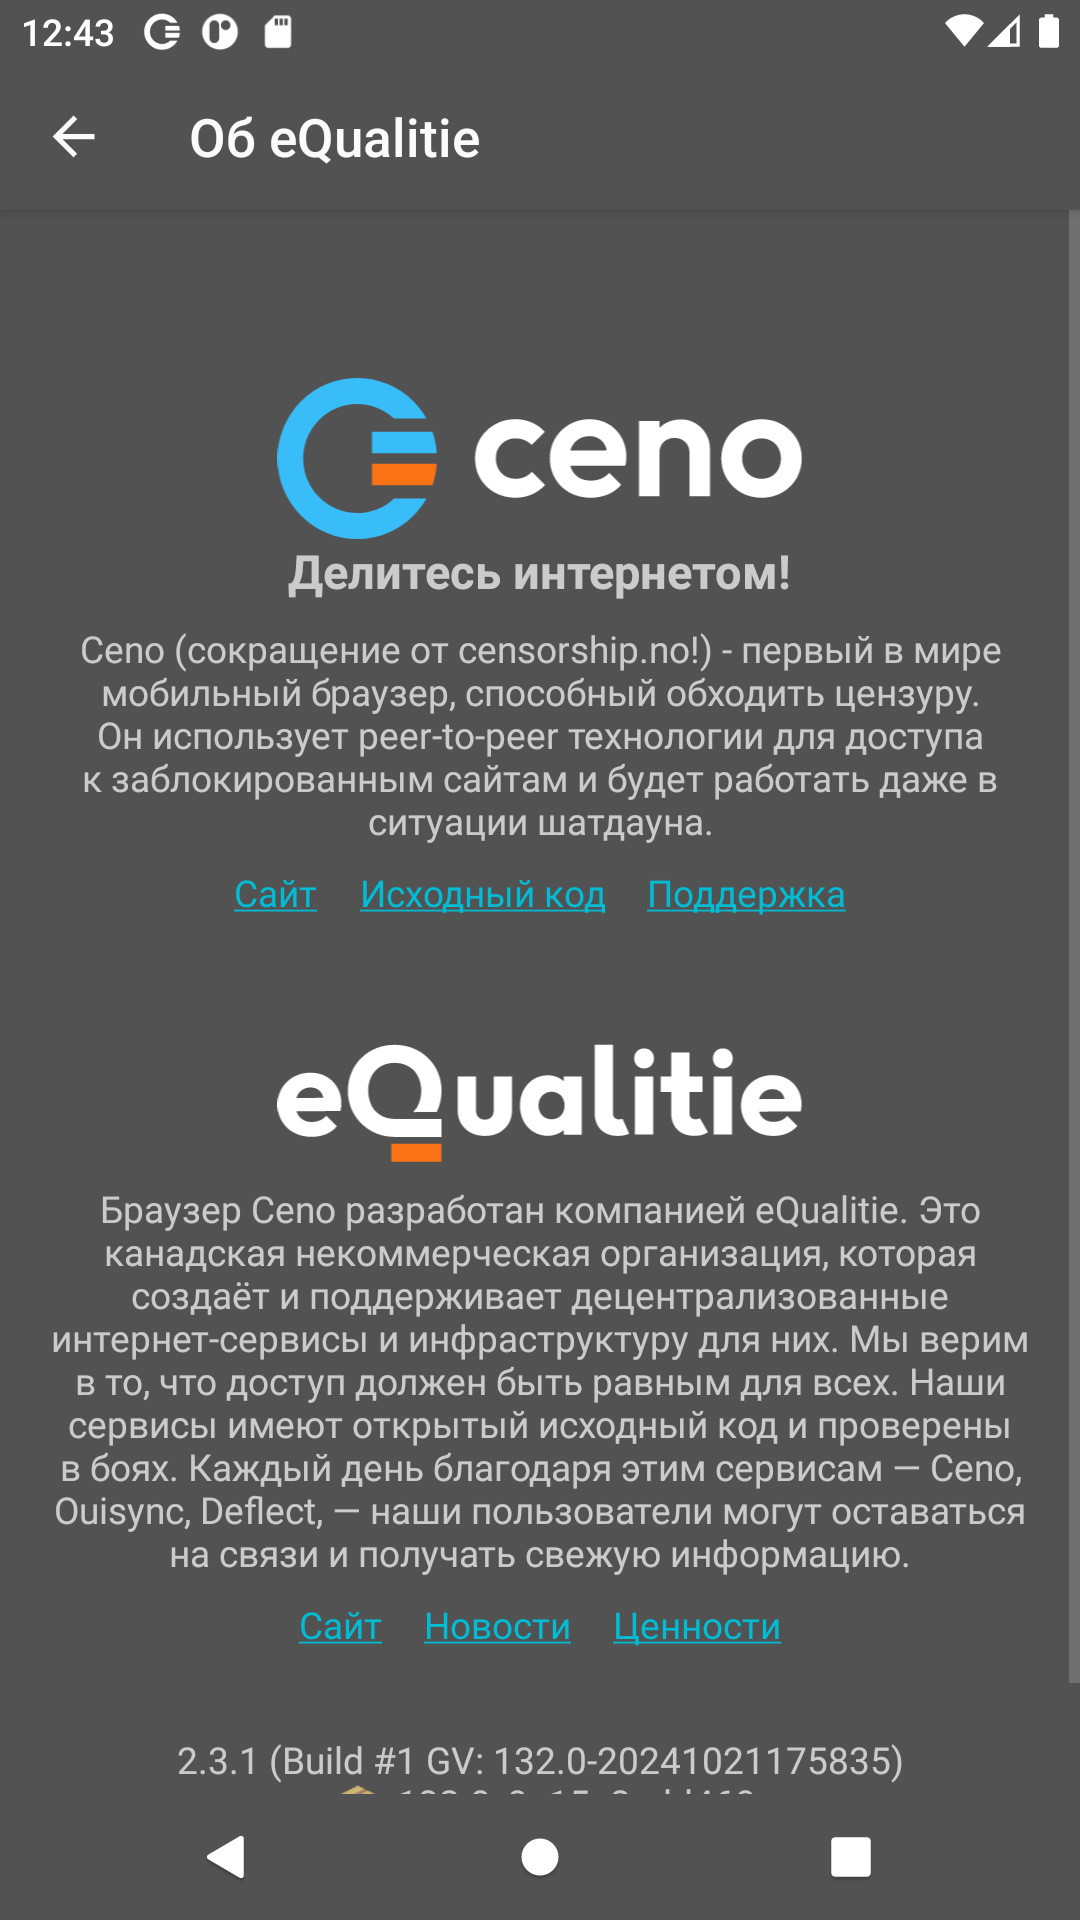 12:43
Об eQualitie
ceno
Делитесь интернетом!
Ceno (сокращение от censorship.no!) - первый в мире
мобильный браузер, способный обходить цензуру.
Он использует peer-to-peer технологии для доступа
к заблокированным сайтам и будет работать даже в
ситуации шатдауна.
Сайт Исходный код Поддержка
eQualitie
Браузер Ceno разработан компанией eQualitie. Это
канадская некоммерческая организация, которая
создаёт и поддерживает децентрализованные
интернет-сервисы и инфраструктуру для них. Мы верим
в то, что доступ должен быть равным для всех. Наши
сервисы имеют открытый исходный код и проверены
в боях. Каждый день благодаря этим сервисам — Ceno,
Ouisync, Deflect, — наши пользователи могут оставаться
на связи и получать свежую информацию.
Сайт Новости Ценности
2.3.1 (Build #1 GV: 132.0-20241021175835)